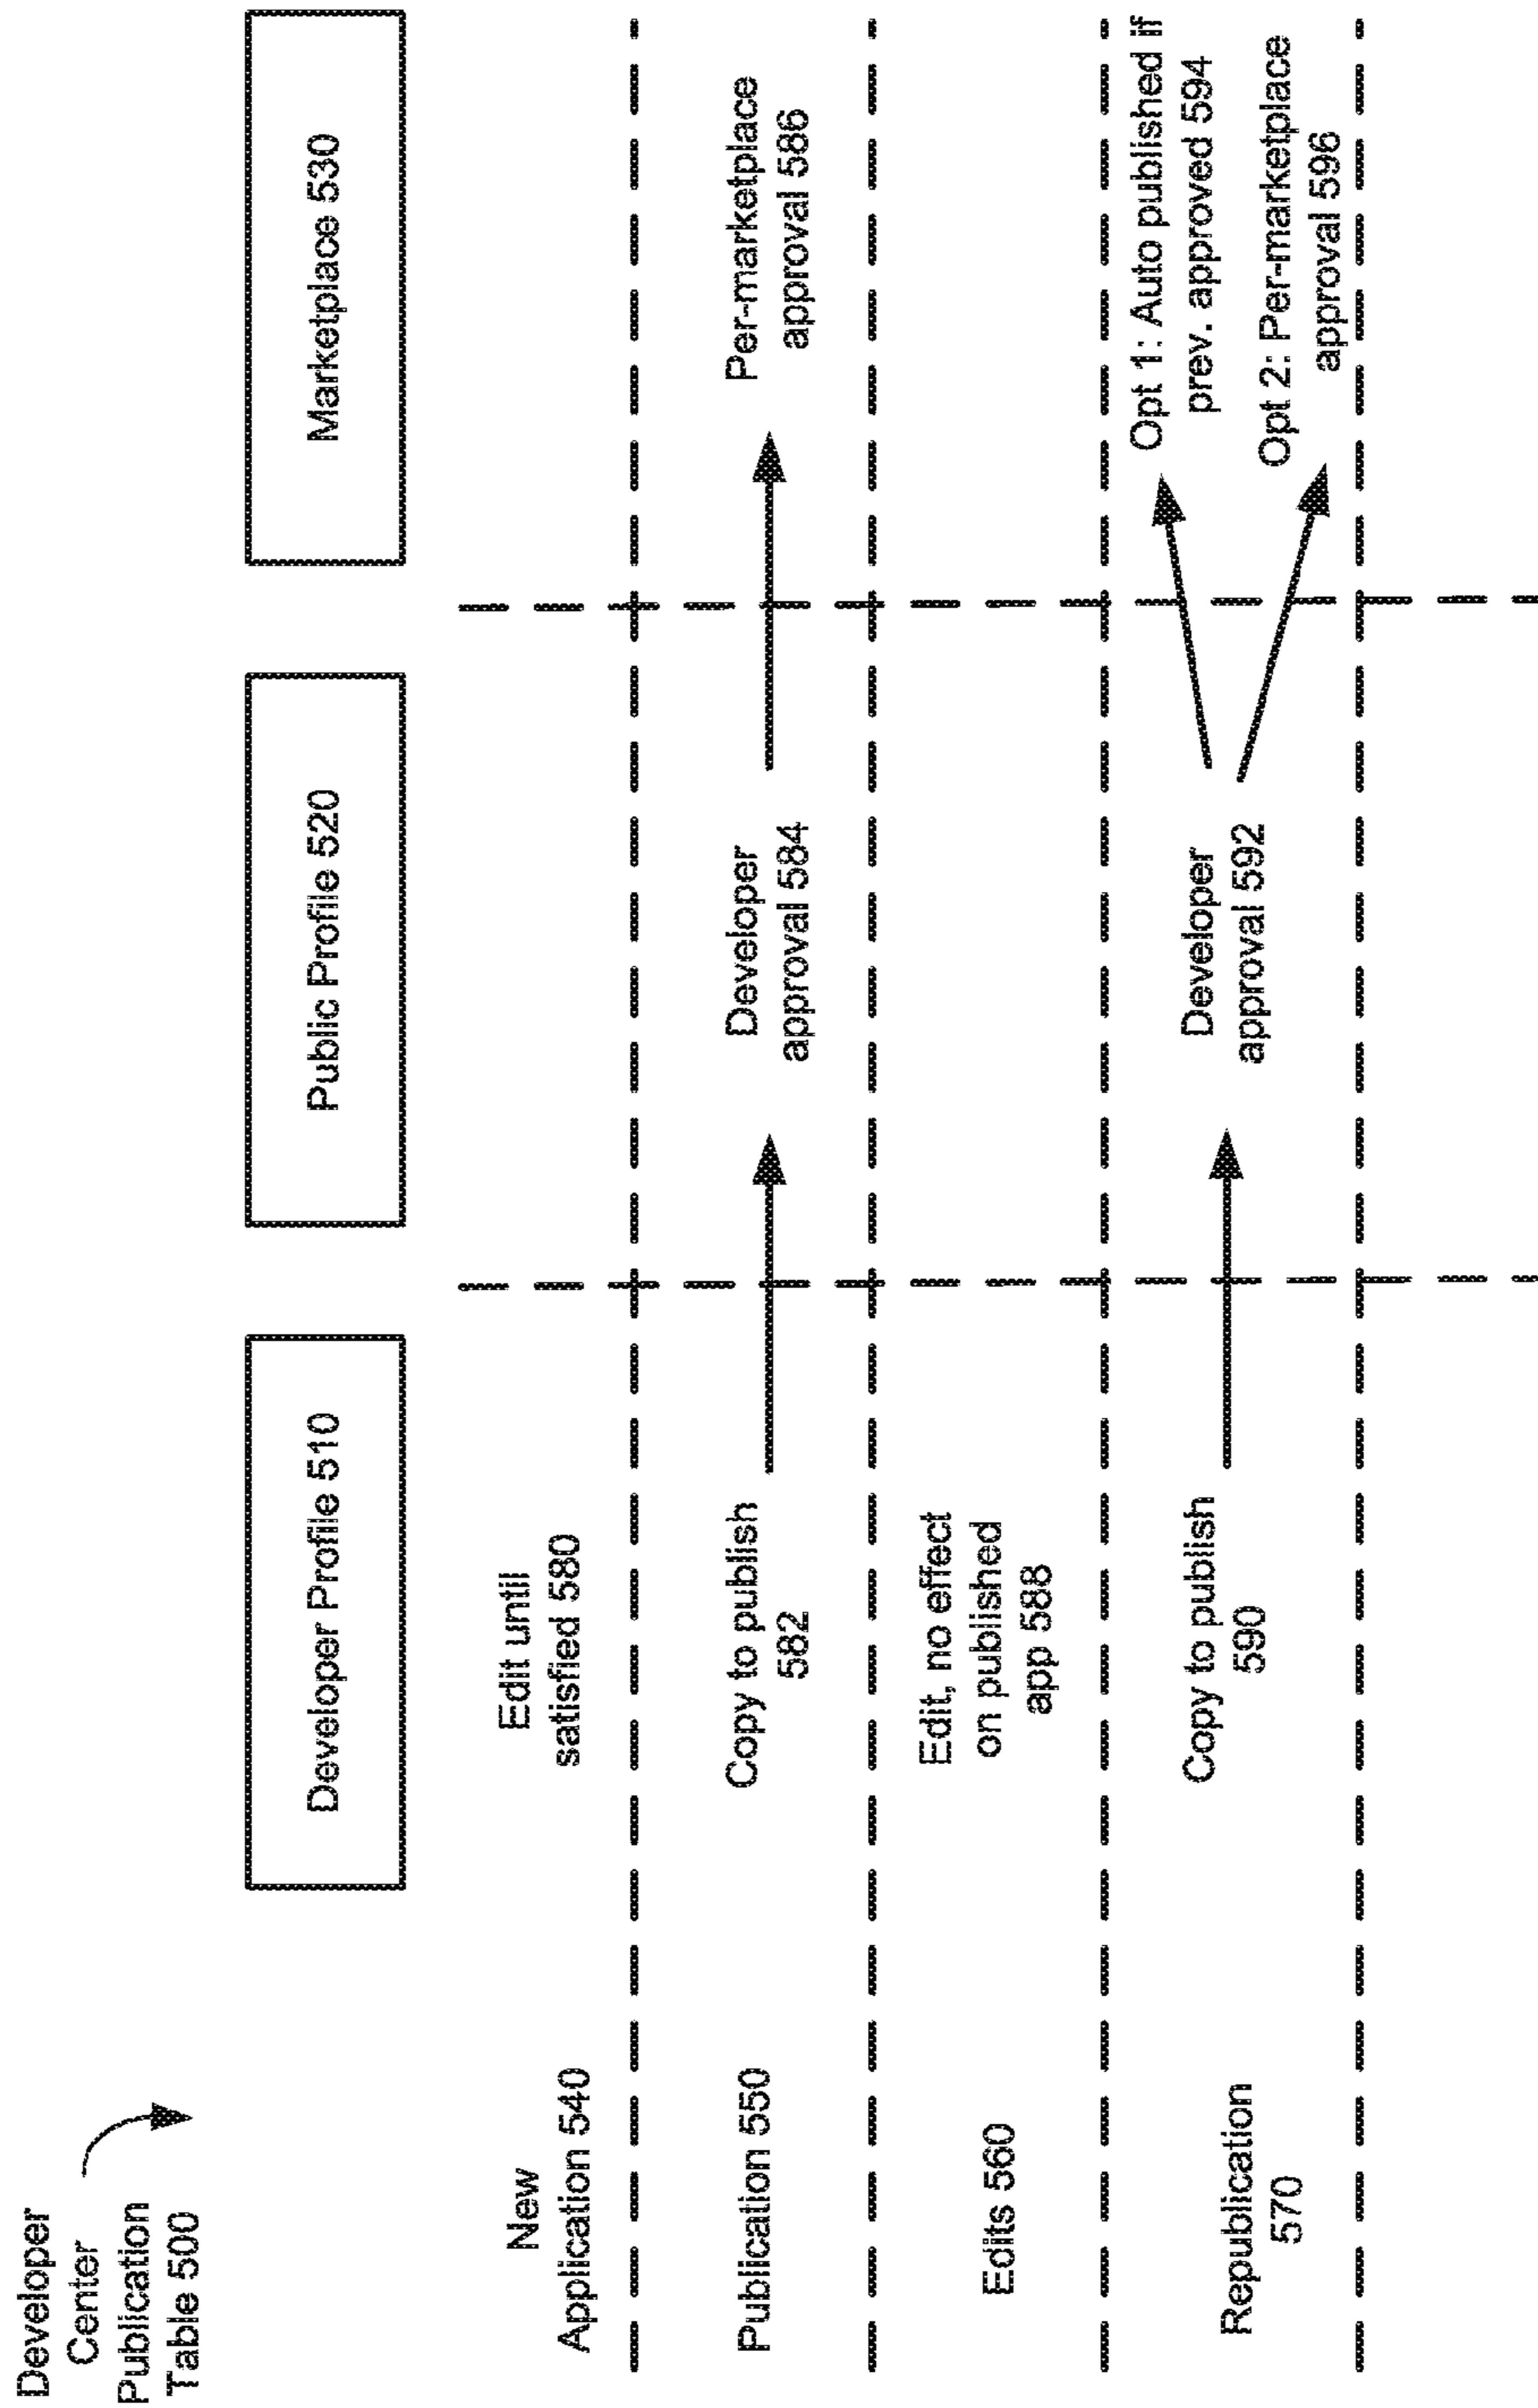 Developer
Center
Publication
Table 500
Developer Profile 510
Public Profile 520
Marketplace 530
New
Application 540
Edit until
satisfied 580
Publication 550
Copy to publish
582
Developer
approval 584
Per-marketplace
approval 586
Edits 560
Edit, no effect
on published
app 588
Republication
570
Copy to publish
590
Developer
approval 592
Opt 1: Auto published if
prev. approved 594
Opt 2: Per-marketplace
approval 596